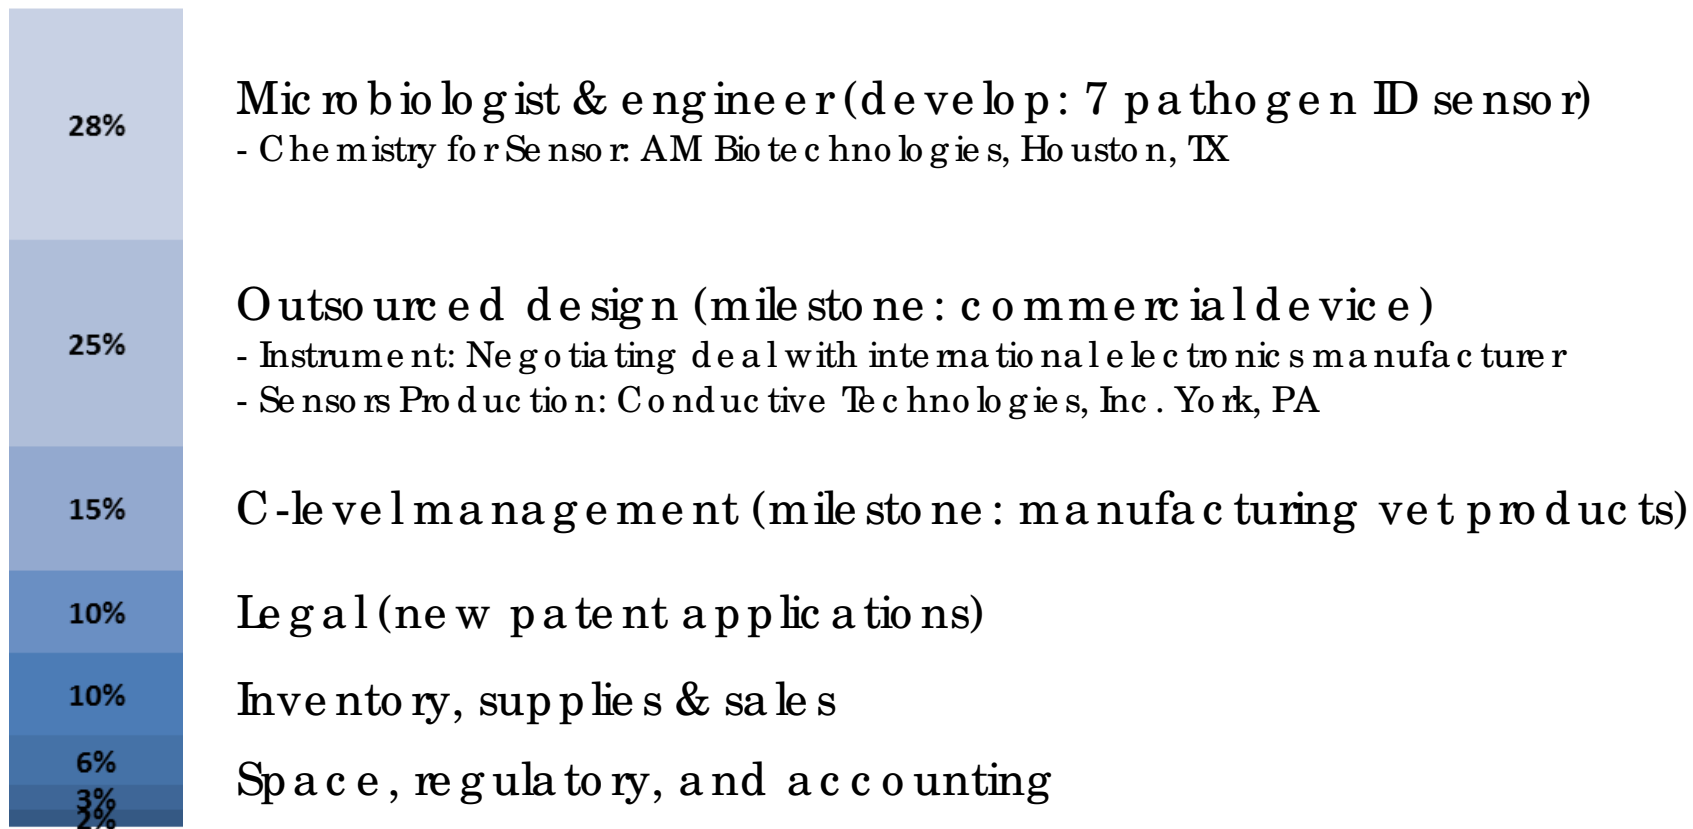 28%
Microbiologist & engineer (develop: 7 pathogen ID sensor)
- Chemistry for Sensor: AM Biotechnologies, Houston, TX
25%
Outsourced design (milestone: commercial device)
- Instrument: Negotiating deal with international electronics manufacturer
- Sensors Production: Conductive Technologies, Inc. York, PA
15%
C-level management (milestone: manufacturing vet products)
10%
Legal (new patent applications)
10%
Inventory, supplies & sales
6%
Space, regulatory, and accounting
3%
2%